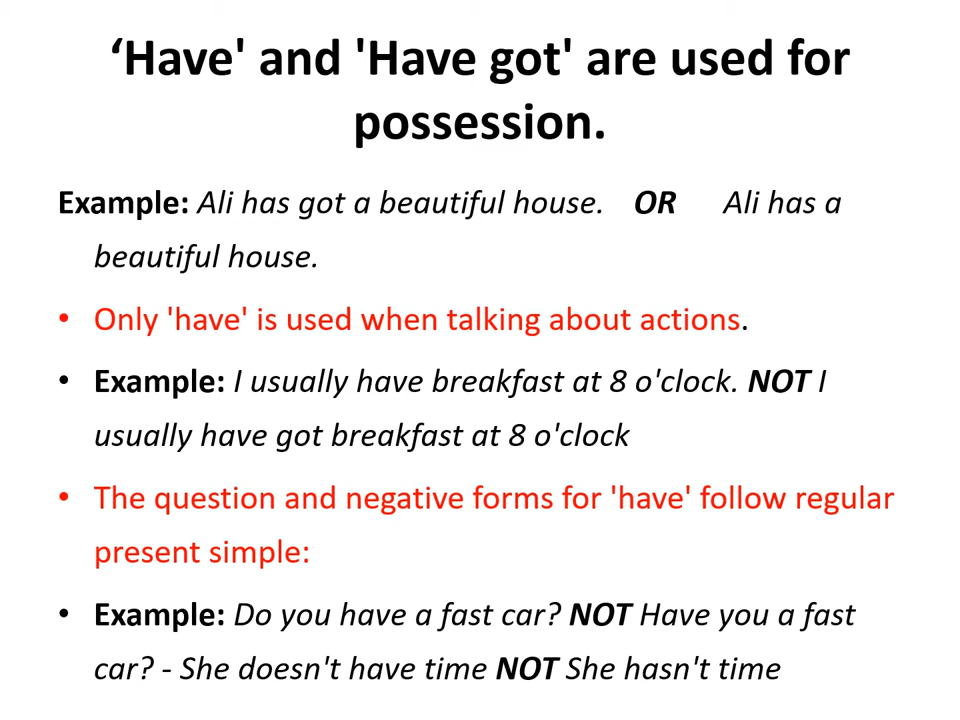 ‘Have' and 'Have got' are used for
possession.
Example: Ali has got a beautiful house. OR Ali has a
beautiful house.
• Only 'have' is used when talking about actions.
• Example: I usually have breakfast at 8 o'clock. NOT I
usually have got breakfast at 8 o'clock
• The question and negative forms for 'have' follow regular
present simple:
• Example: Do you have a fast car? NOT Have you a fast
car? - She doesn't have time NOT She hasn't time